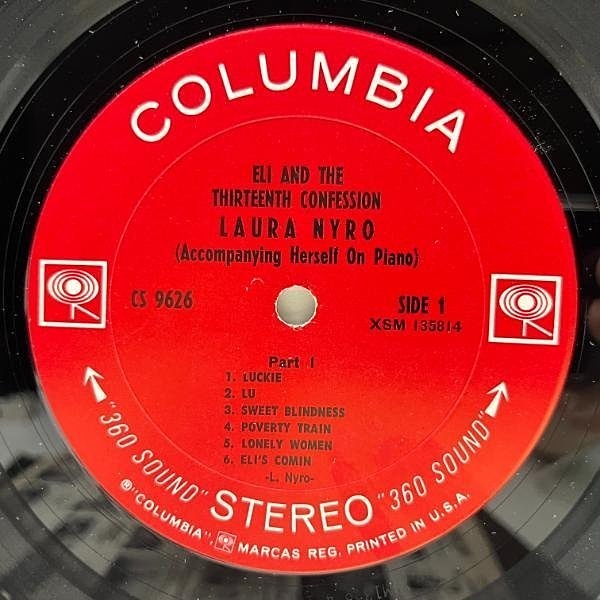 COLUMBIA
ELI AND THE
THIRTEENTH CONFESSION
LAURA NYRO
(Accompanying Herself On Piano)
CS 9626
SIDE 1
XSM 135814
Part I
1. LUCKIE
2. LU
3. SWEET BLINDNESS
4. POVERTY TRAIN
5. LONELY WOMEN
6. ELI'S COMIN
-L. Nyro-
"360 SOUND" STEREO "360 SOUND"
® "COLUMBIA", MARCAS REG. PRINTED IN U.S.A.